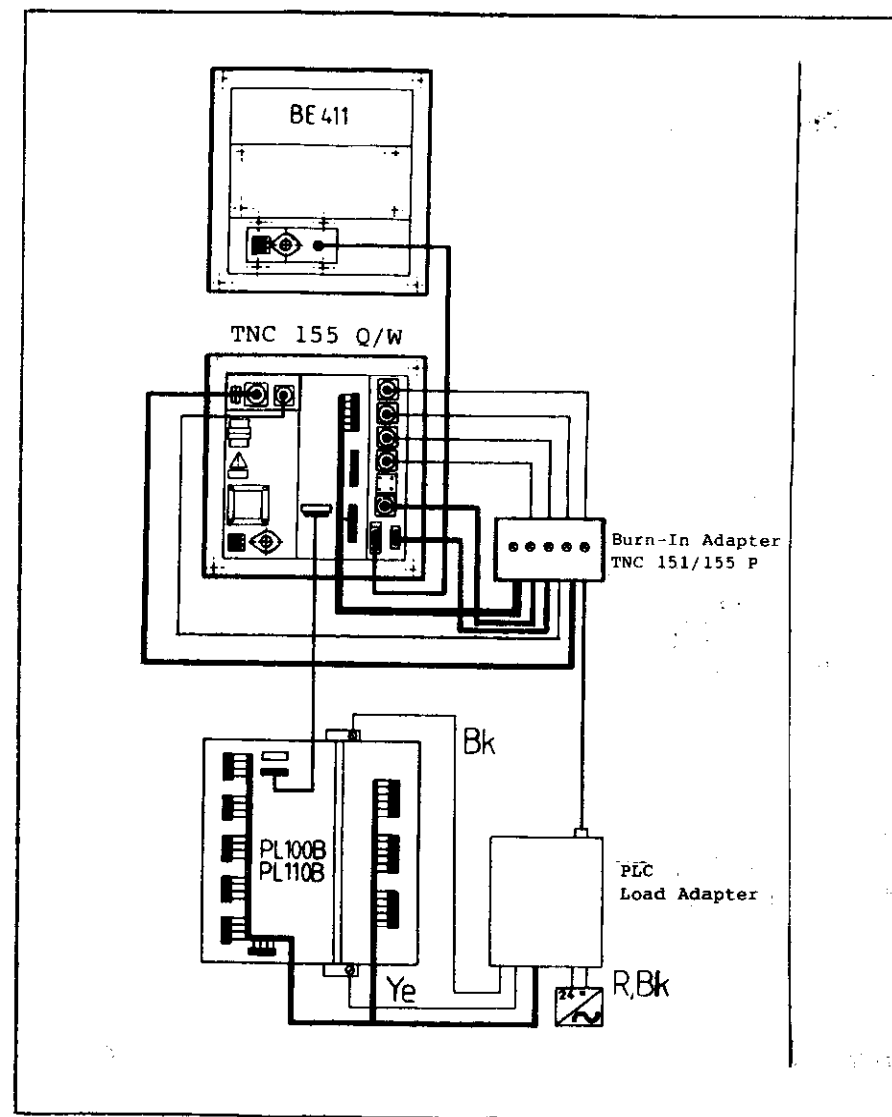 BE 411
TNC 155 Q/W
Burn-In Adapter
TNC 151/155 P
Bk
PL100B
PL110B
PLC
Load Adapter
Ye
R,Bk
24 =